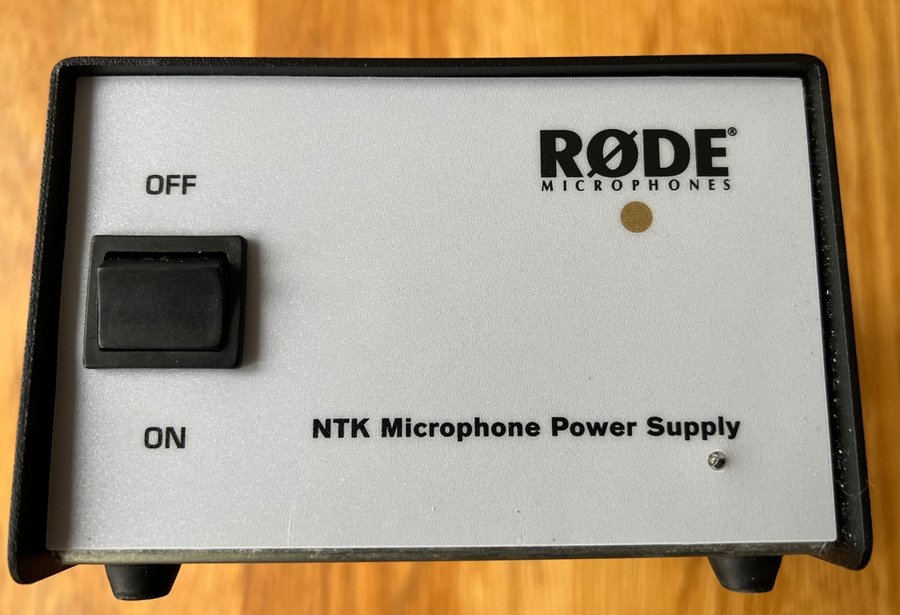 OFF
RØDE®
MICROPHONES
ON
NTK Microphone Power Supply